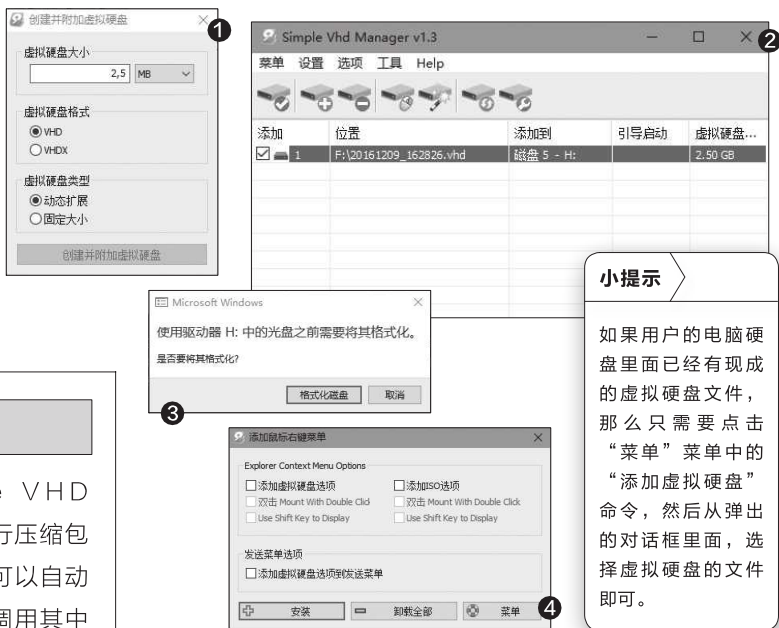 创建并附加虚拟硬盘
1
虚拟硬盘大小
2,5 MB
虚拟硬盘格式
VHD
VHDX
虚拟硬盘类型
动态扩展
固定大小
创建并附加虚拟硬盘
Simple Vhd Manager v1.3
2
菜单 设置 选项 工具 Help
添加 位置 添加到 引导启动 虚拟硬盘...
1 F:\20161209_162826.vhd 磁盘 5 - H: 2.50 GB
Microsoft Windows
使用驱动器 H: 中的光盘之前需要将其格式化。
是否要将其格式化?
格式化磁盘 取消
3
添加鼠标右键菜单
Explorer Context Menu Options
添加虚拟硬盘选项 添加ISO选项
双击 Mount With Double Clid 双击 Mount With Double Click
Use Shift Key to Display Use Shift Key to Display
发送菜单选项
添加虚拟硬盘选项到发送菜单
安装 卸载全部 菜单
4
小提示
如果用户的电脑硬
盘里面已经有现成
的虚拟硬盘文件，
那么只需要点击
“菜单”菜单中的
“添加虚拟硬盘”
命令，然后从弹出
的对话框里面，选
择虚拟硬盘的文件
即可。
e VHD
行压缩包
可以自动
调用其中